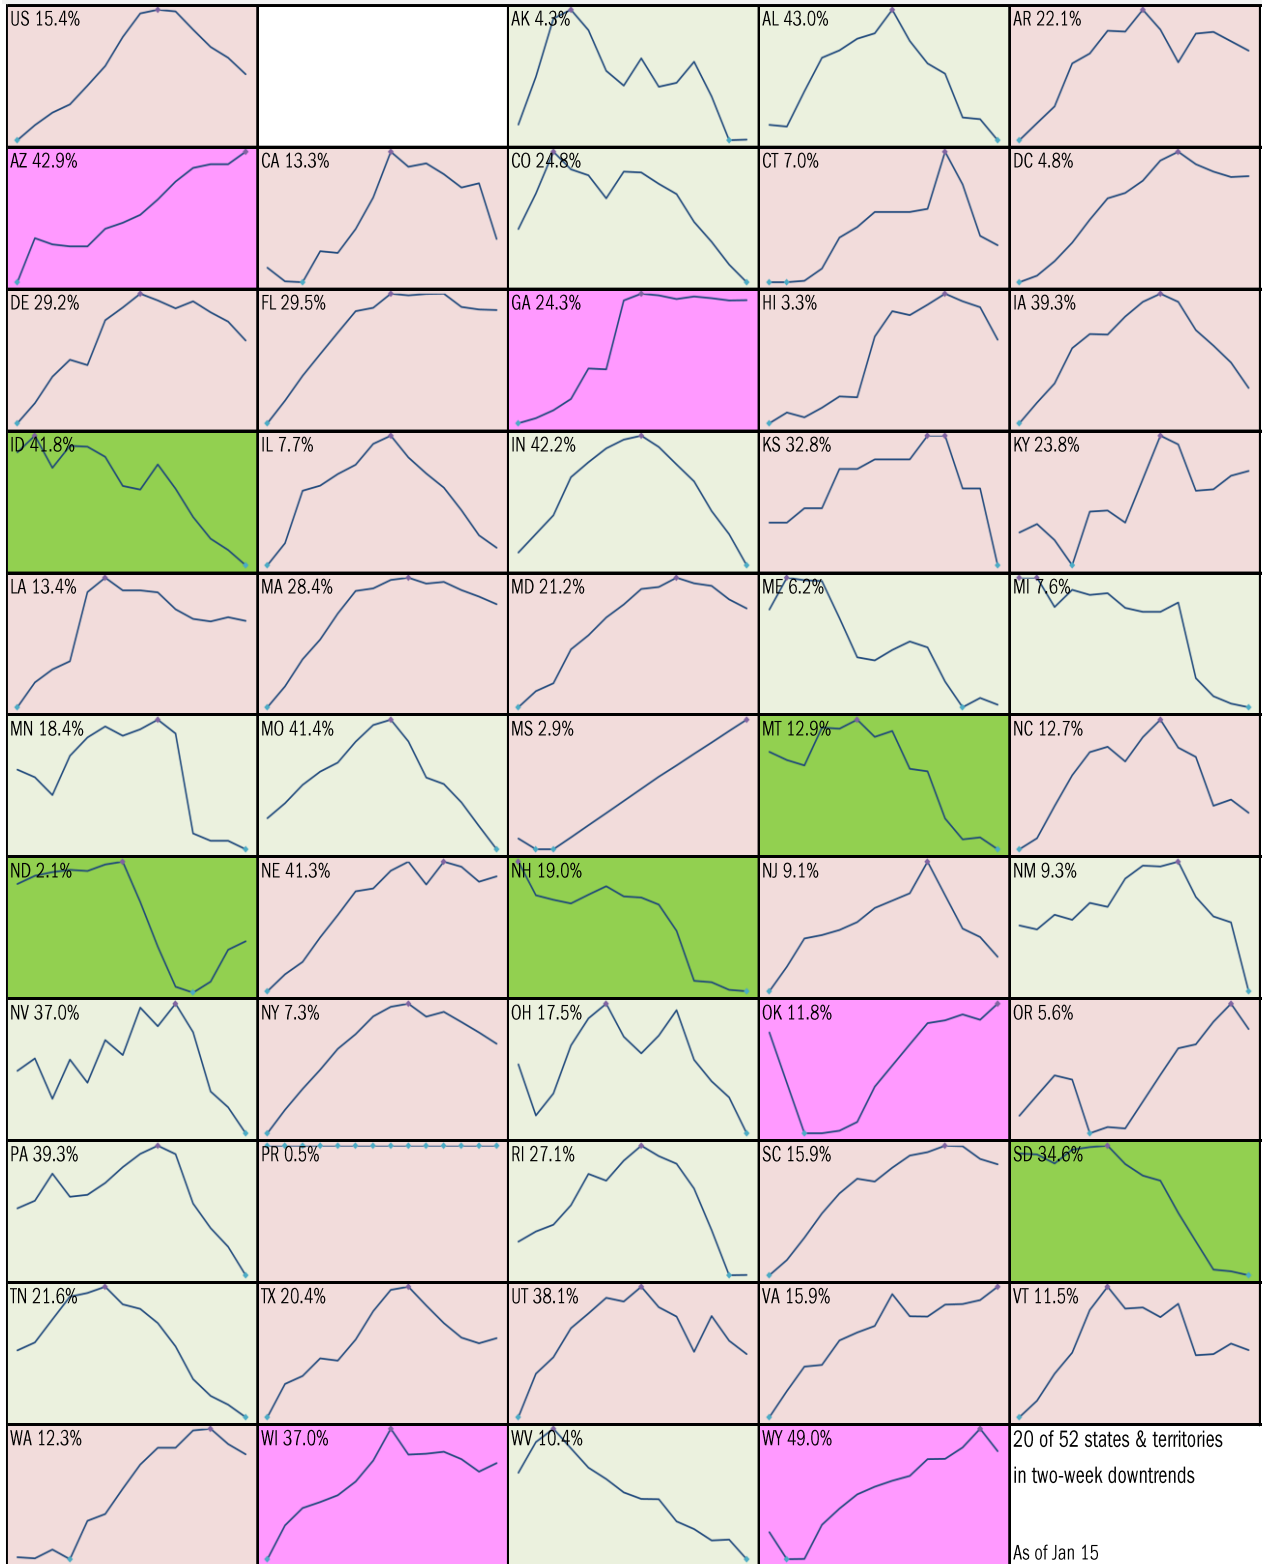 US 15.4%
AK 4.3%
AL 43.0%
AR 22.1%
AZ 42.9%
CA 13.3%
CO 24.8%
CT 7.0%
DC 4.8%
DE 29.2%
FL 29.5%
GA 24.3%
HI 3.3%
IA 39.3%
ID 41.8%
IL 7.7%
IN 42.2%
KS 32.8%
KY 23.8%
LA 13.4%
MA 28.4%
MD 21.2%
ME 6.2%
MI 7.6%
MN 18.4%
MO 41.4%
MS 2.9%
MT 12.9%
NC 12.7%
ND 2.1%
NE 41.3%
NH 19.0%
NJ 9.1%
NM 9.3%
NV 37.0%
NY 7.3%
OH 17.5%
OK 11.8%
OR 5.6%
PA 39.3%
PR 0.5%
RI 27.1%
SC 15.9%
SD 34.6%
TN 21.6%
TX 20.4%
UT 38.1%
VA 15.9%
VT 11.5%
WA 12.3%
WI 37.0%
WV 10.4%
WY 49.0%
20 of 52 states & territories
in two-week downtrends
As of Jan 15